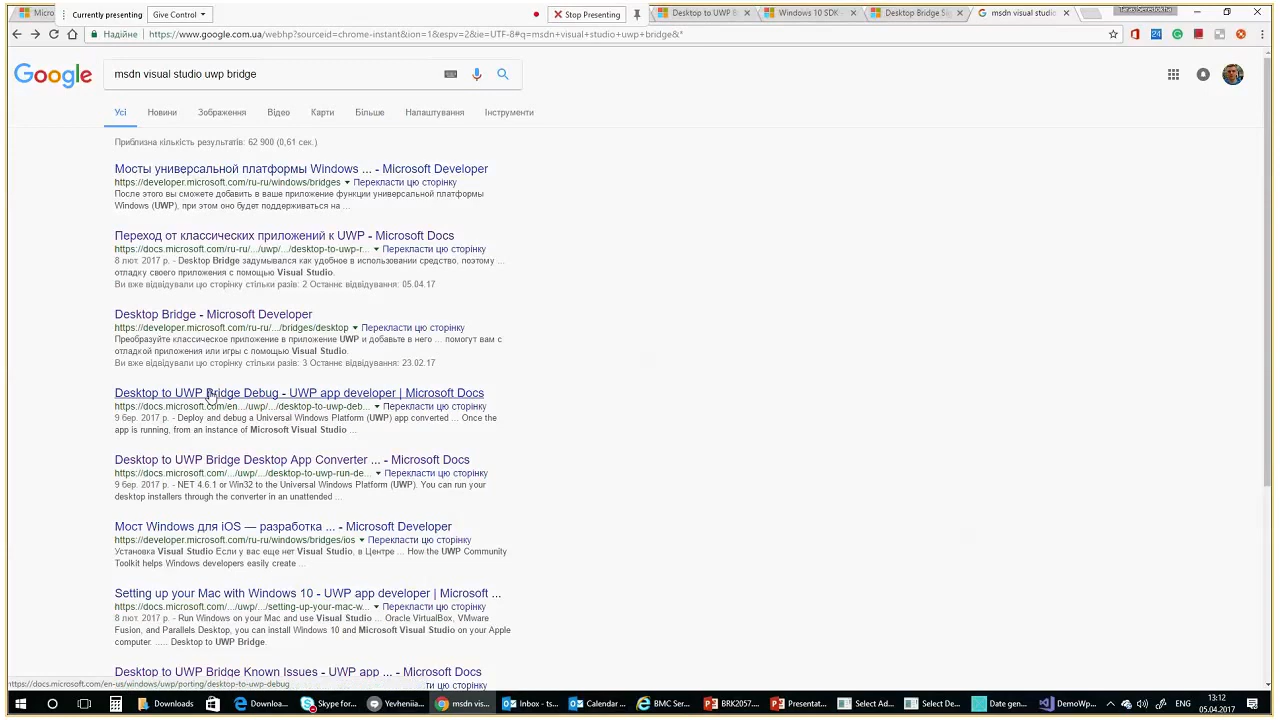 Micro
Currently presenting
Give Control
Stop Presenting
Desktop to UWP B
Windows 10 SDK -
Desktop Bridge Si
msdn visual studio
Надійне
https://www.google.com.ua/webhp?sourceid=chrome-instant&ion=1&espv=2&ie=UTF-8#q=msdn+visual+studio+uwp+bridge&*
Google
msdn visual studio uwp bridge
Усі
Новини
Зображення
Відео
Карти
Більше
Налаштування
Інструменти
Приблизна кількість результатів: 62 900 (0,61 сек.)
Мосты универсальной платформы Windows ... - Microsoft Developer
https://developer.microsoft.com/ru-ru/windows/bridges ▾ Перекласти цю сторінку
После этого вы сможете добавить в ваше приложение функции универсальной платформы
Windows (UWP), при этом оно будет поддерживаться на ...
Переход от классических приложений к UWP - Microsoft Docs
https://docs.microsoft.com/ru-ru/.../uwp/.../desktop-to-uwp-r... ▾ Перекласти цю сторінку
8 лют. 2017 р. - Desktop Bridge задумывался как удобное в использовании средство, поэтому ...
отладку своего приложения с помощью Visual Studio.
Ви вже відвідували цю сторінку стільки разів: 2 Останнє відвідування: 05.04.17
Desktop Bridge - Microsoft Developer
https://developer.microsoft.com/ru-ru/.../bridges/desktop ▾ Перекласти цю сторінку
Преобразуйте классическое приложение в приложение UWP и добавьте в него ... помогут вам с
отладкой приложения или игры с помощью Visual Studio.
Ви вже відвідували цю сторінку стільки разів: 3 Останнє відвідування: 23.02.17
Desktop to UWP Bridge Debug - UWP app developer | Microsoft Docs
https://docs.microsoft.com/en.../uwp/.../desktop-to-uwp-deb... ▾ Перекласти цю сторінку
9 бер. 2017 р. - Deploy and debug a Universal Windows Platform (UWP) app converted ... Once the
app is running, from an instance of Microsoft Visual Studio ...
Desktop to UWP Bridge Desktop App Converter ... - Microsoft Docs
https://docs.microsoft.com/.../uwp/.../desktop-to-uwp-run-de... ▾ Перекласти цю сторінку
9 бер. 2017 р. - NET 4.6.1 or Win32 to the Universal Windows Platform (UWP). You can run your
desktop installers through the converter in an unattended ...
Мост Windows для iOS — разработка ... - Microsoft Developer
https://developer.microsoft.com/ru-ru/windows/bridges/ios ▾ Перекласти цю сторінку
Установка Visual Studio Если у вас еще нет Visual Studio, в Центре ... How the UWP Community
Toolkit helps Windows developers easily create ...
Setting up your Mac with Windows 10 - UWP app developer | Microsoft ...
https://docs.microsoft.com/.../uwp/.../setting-up-your-mac-w... ▾ Перекласти цю сторінку
8 лют. 2017 р. - Run Windows on your Mac and use Visual Studio ... Oracle VirtualBox, VMware
Fusion, and Parallels Desktop, you can install Windows 10 and Microsoft Visual Studio on your Apple
computer. ..... Desktop to UWP Bridge.
Desktop to UWP Bridge Known Issues - UWP app ... - Microsoft Docs
https://docs.microsoft.com/en-us/windows/uwp/porting/desktop-to-uwp-debug
ти цю сторінку
Downloads
Downloa...
Skype for...
Yevheniia...
msdn vis...
Inbox - ts...
Calendar ...
BMC Ser...
BRK2057...
Presentat...
Select Ad...
Select De...
Date gen...
DemoWp...
ENG
13:12
05.04.2017